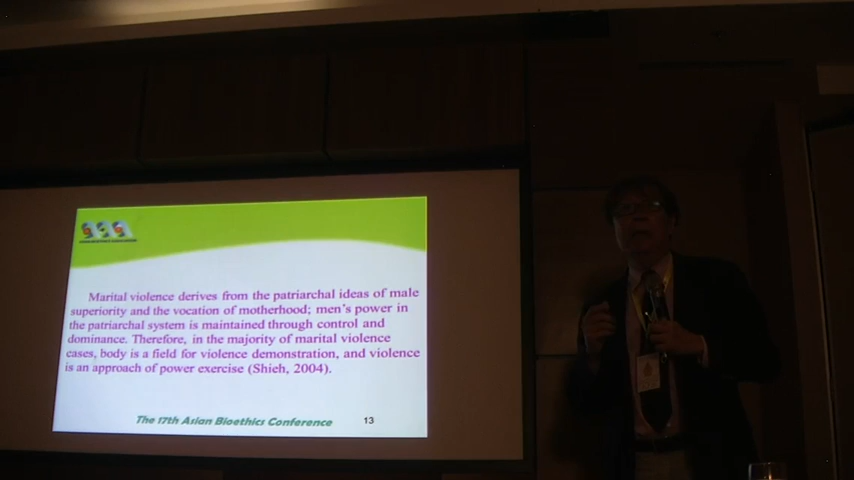 Marital violence derives from the patriarchal ideas of male
superiority and the vocation of motherhood; men's power in
the patriarchal system is maintained through control and
dominance. Therefore, in the majority of marital violence
cases, body is a field for violence demonstration, and violence
is an approach of power exercise (Shieh, 2004).
The 17th Asian Bioethics Conference
13